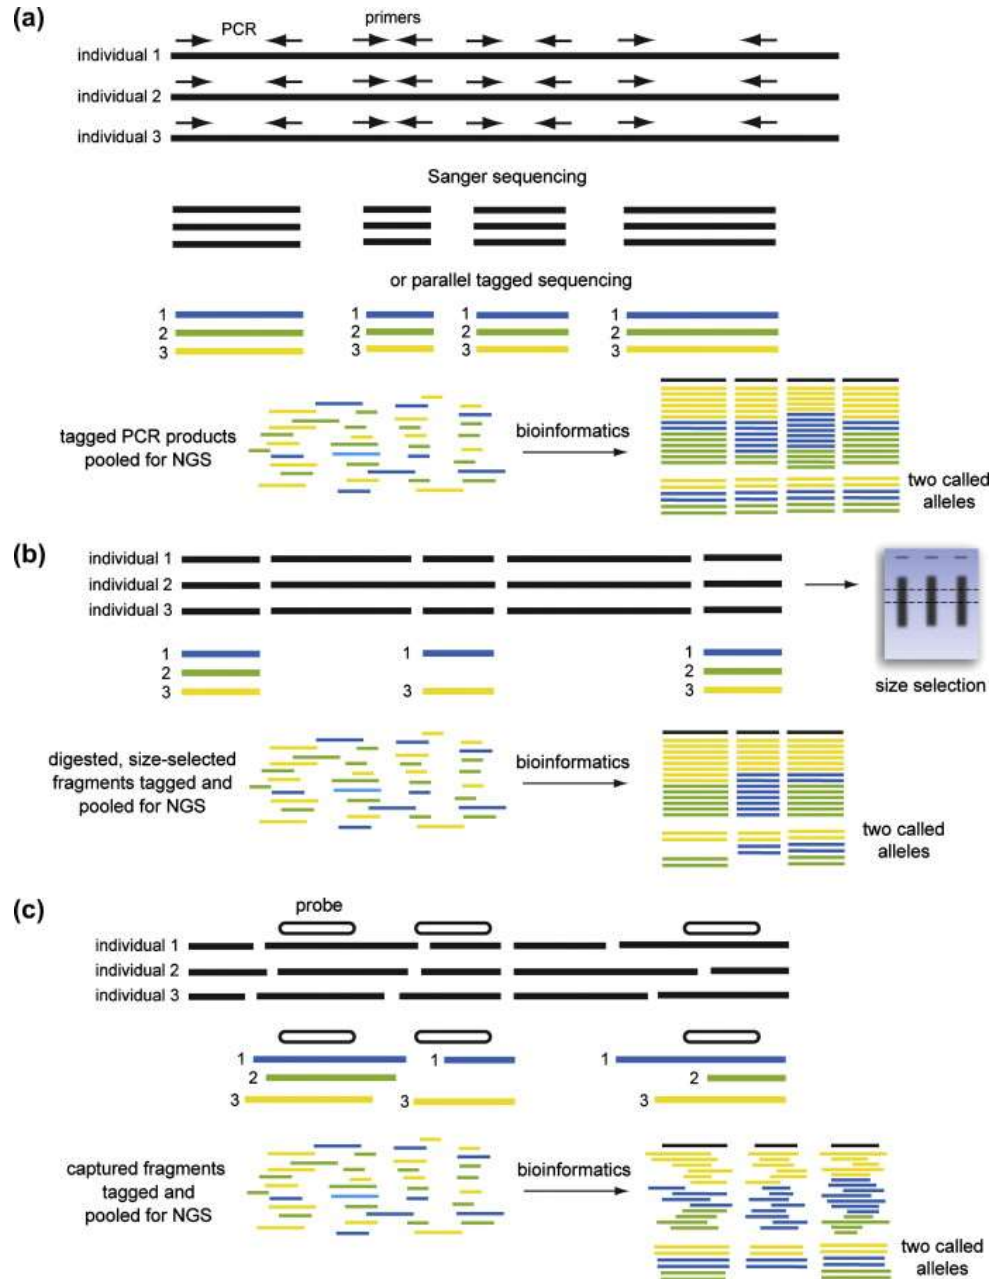 (a)
PCR
primers
individual 1
individual 2
individual 3
Sanger sequencing
or parallel tagged sequencing
1 1 1 1
2 2 2 2
3 3 3 3
tagged PCR products
pooled for NGS
bioinformatics
two called
alleles
(b)
individual 1
individual 2
individual 3
1 1 1
2 2
3 3 3
size selection
digested, size-selected
fragments tagged and
pooled for NGS
bioinformatics
two called
alleles
(c)
probe
individual 1
individual 2
individual 3
1 1 1
2 2
3 3 3
captured fragments
tagged and
pooled for NGS
bioinformatics
two called
alleles